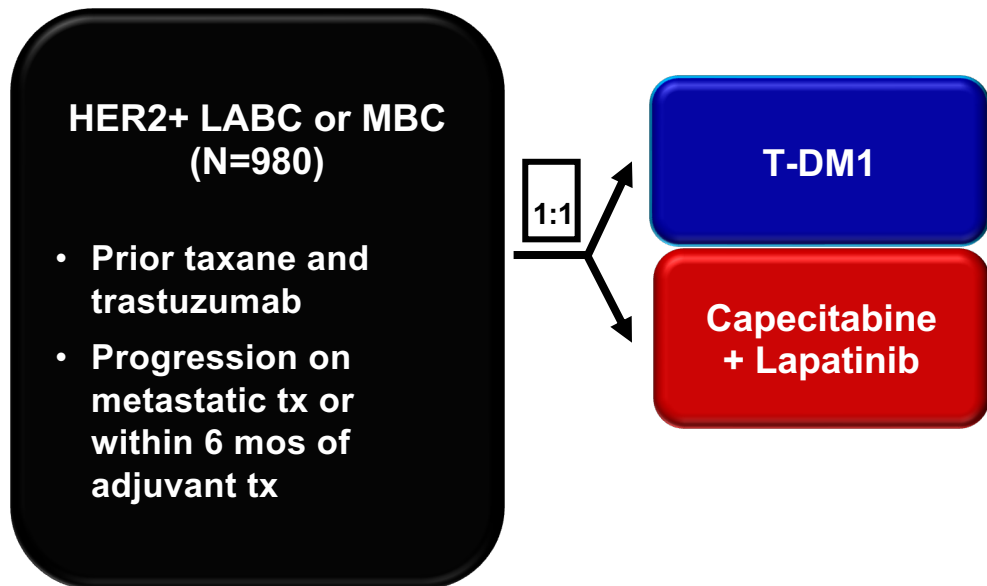 HER2+ LABC or MBC
(N=980)
• Prior taxane and
trastuzumab
• Progression on
metastatic tx or
within 6 mos of
adjuvant tx
1:1
T-DM1
Capecitabine
+ Lapatinib